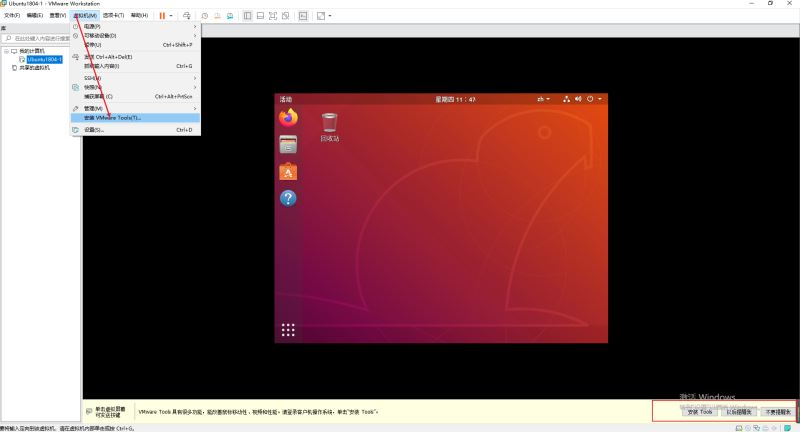 Ubuntu1804-1 - VMware Workstation
文件(F) 编辑(E) 查看(V) 虚拟机(M) 选项卡(T) 帮助(H)
库
在此处键入内容进行搜索
我的计算机
Ubuntu1804-1
共享的虚拟机
电源(P)
可移动设备(D)
暂停(U) Ctrl+Shift+P
发送 Ctrl+Alt+Del(E)
抓取输入内容(I) Ctrl+G
SSH(H)
快照(N)
捕获屏幕(C) Ctrl+Alt+PrtScn
管理(M)
安装 VMware Tools(T)...
设置(S)... Ctrl+D
活动 星期四 11：47 zh
回收站
单击虚拟屏幕
可发送按键
VMware Tools 具有很多功能，能改善鼠标移动性、视频和性能。请登录客户机操作系统，单击“安装 Tools”。
激活 Windows
安装 Tools 以后提醒我 不要提醒我
要将输入定向到该虚拟机，请在虚拟机内部单击或按 Ctrl+G。